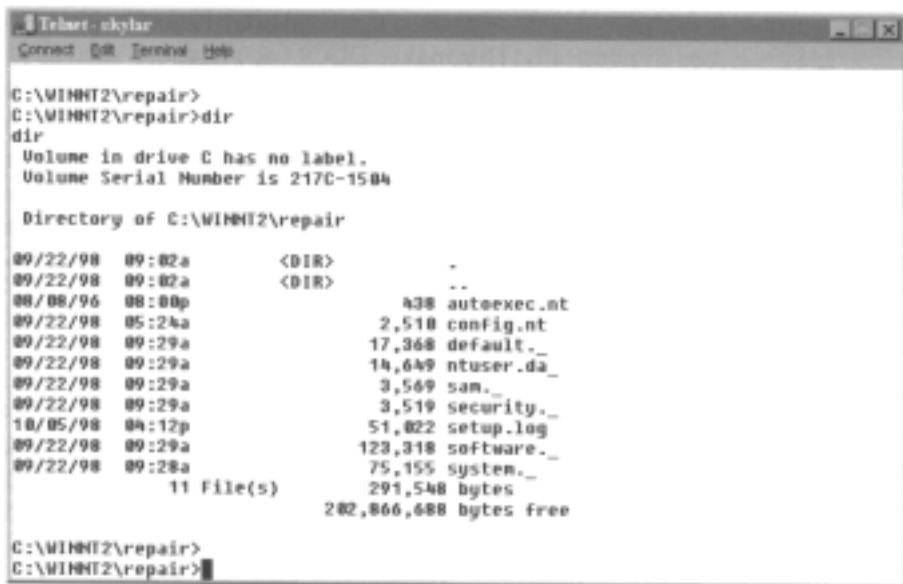 Telnet - skylar
Connect Edit Terminal Help
C:\WINNT2\repair>
C:\WINNT2\repair>dir
dir
Volume in drive C has no label.
Volume Serial Number is 217C-1504
Directory of C:\WINNT2\repair
09/22/98 09:02a <DIR> .
09/22/98 09:02a <DIR> ..
08/08/96 08:00p 438 autoexec.nt
09/22/98 05:24a 2,510 config.nt
09/22/98 09:29a 17,368 default._
09/22/98 09:29a 14,649 ntuser.da_
09/22/98 09:29a 3,569 sam._
09/22/98 09:29a 3,519 security._
10/05/98 04:12p 51,022 setup.log
09/22/98 09:29a 123,318 software._
09/22/98 09:28a 75,155 system._
11 File(s) 291,548 bytes
202,866,688 bytes free
C:\WINNT2\repair>
C:\WINNT2\repair>